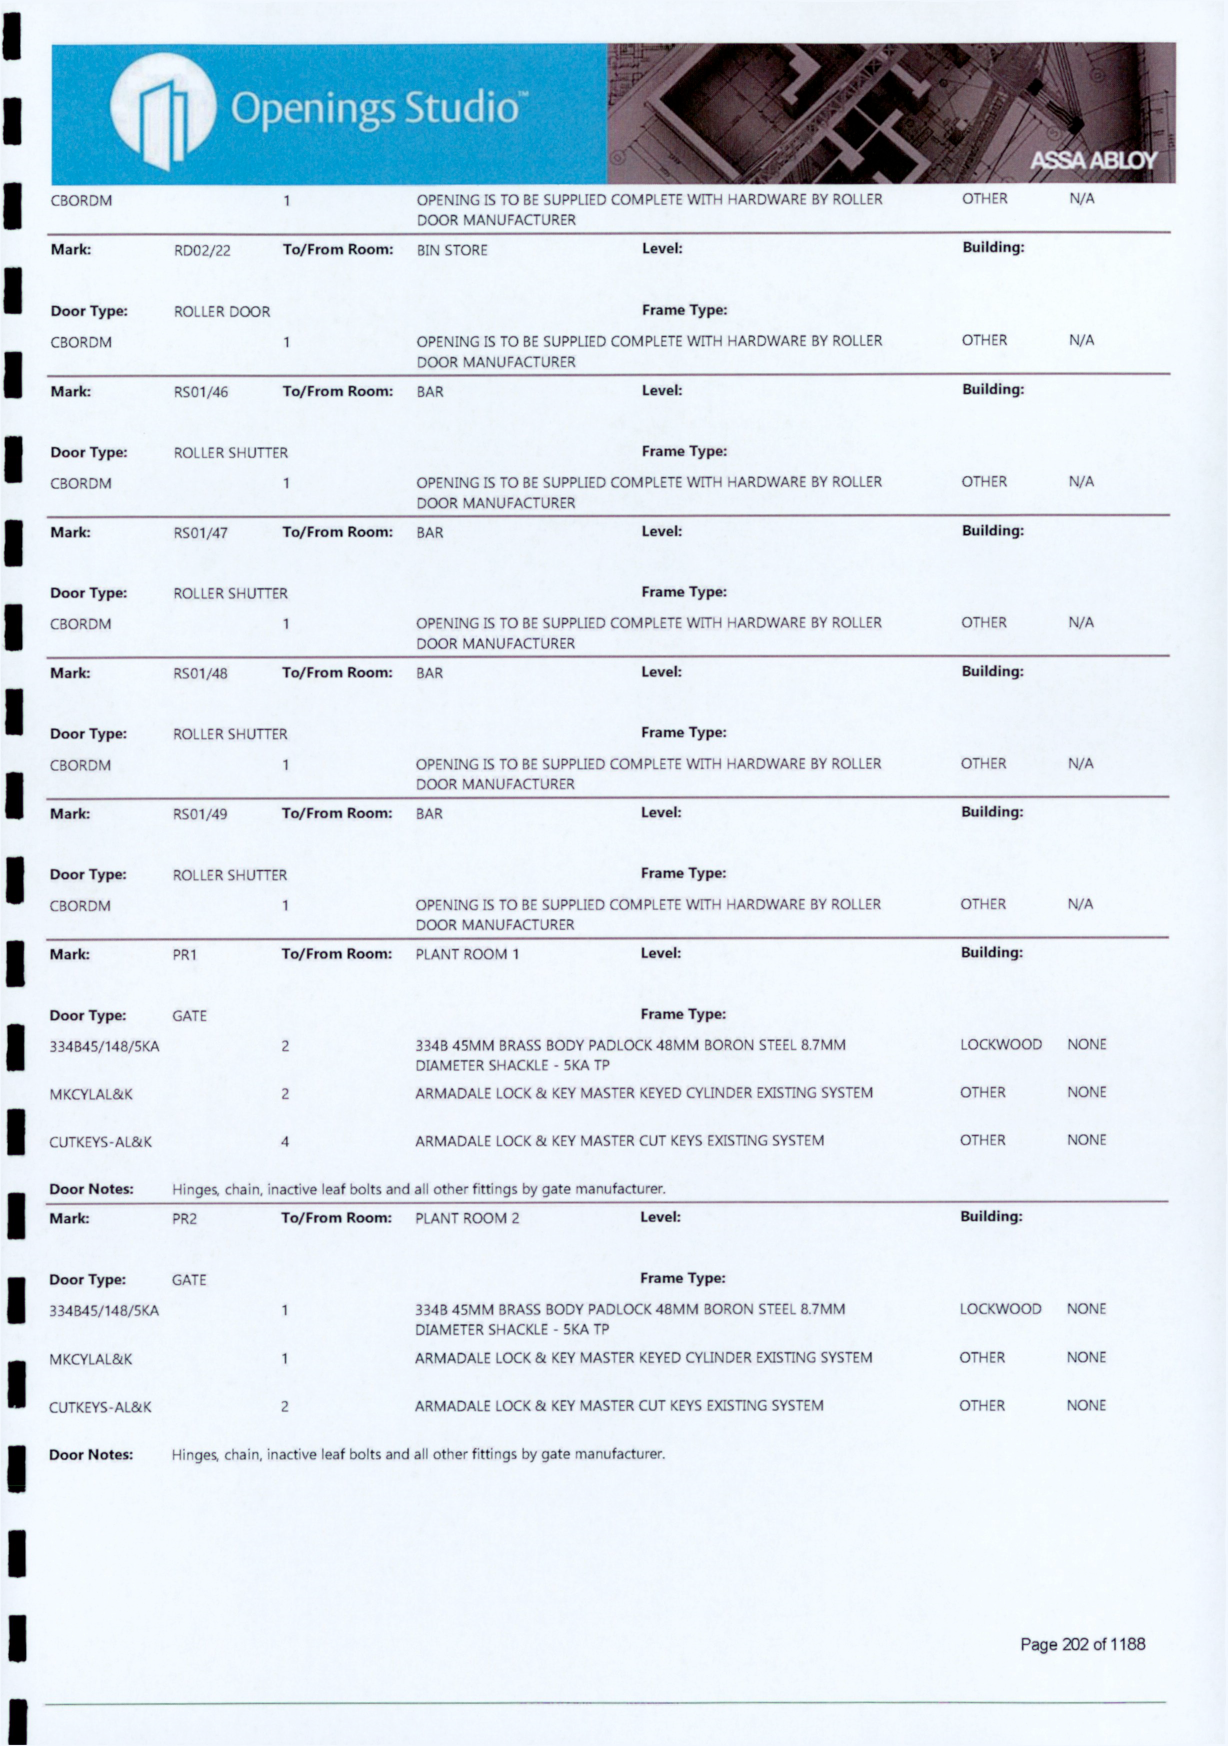 Openings Studio™
ASSA ABLOY
CBORDM 1 OPENING IS TO BE SUPPLIED COMPLETE WITH HARDWARE BY ROLLER OTHER N/A
DOOR MANUFACTURER
Mark: RD02/22 To/From Room: BIN STORE Level: Building:
Door Type: ROLLER DOOR Frame Type:
CBORDM 1 OPENING IS TO BE SUPPLIED COMPLETE WITH HARDWARE BY ROLLER OTHER N/A
DOOR MANUFACTURER
Mark: RS01/46 To/From Room: BAR Level: Building:
Door Type: ROLLER SHUTTER Frame Type:
CBORDM 1 OPENING IS TO BE SUPPLIED COMPLETE WITH HARDWARE BY ROLLER OTHER N/A
DOOR MANUFACTURER
Mark: RS01/47 To/From Room: BAR Level: Building:
Door Type: ROLLER SHUTTER Frame Type:
CBORDM 1 OPENING IS TO BE SUPPLIED COMPLETE WITH HARDWARE BY ROLLER OTHER N/A
DOOR MANUFACTURER
Mark: RS01/48 To/From Room: BAR Level: Building:
Door Type: ROLLER SHUTTER Frame Type:
CBORDM 1 OPENING IS TO BE SUPPLIED COMPLETE WITH HARDWARE BY ROLLER OTHER N/A
DOOR MANUFACTURER
Mark: RS01/49 To/From Room: BAR Level: Building:
Door Type: ROLLER SHUTTER Frame Type:
CBORDM 1 OPENING IS TO BE SUPPLIED COMPLETE WITH HARDWARE BY ROLLER OTHER N/A
DOOR MANUFACTURER
Mark: PR1 To/From Room: PLANT ROOM 1 Level: Building:
Door Type: GATE Frame Type:
334B45/148/5KA 2 334B 45MM BRASS BODY PADLOCK 48MM BORON STEEL 8.7MM LOCKWOOD NONE
DIAMETER SHACKLE - 5KA TP
MKCYLAL&K 2 ARMADALE LOCK & KEY MASTER KEYED CYLINDER EXISTING SYSTEM OTHER NONE
CUTKEYS-AL&K 4 ARMADALE LOCK & KEY MASTER CUT KEYS EXISTING SYSTEM OTHER NONE
Door Notes: Hinges, chain, inactive leaf bolts and all other fittings by gate manufacturer.
Mark: PR2 To/From Room: PLANT ROOM 2 Level: Building:
Door Type: GATE Frame Type:
334B45/148/5KA 1 334B 45MM BRASS BODY PADLOCK 48MM BORON STEEL 8.7MM LOCKWOOD NONE
DIAMETER SHACKLE - 5KA TP
MKCYLAL&K 1 ARMADALE LOCK & KEY MASTER KEYED CYLINDER EXISTING SYSTEM OTHER NONE
CUTKEYS-AL&K 2 ARMADALE LOCK & KEY MASTER CUT KEYS EXISTING SYSTEM OTHER NONE
Door Notes: Hinges, chain, inactive leaf bolts and all other fittings by gate manufacturer.
Page 202 of 1188